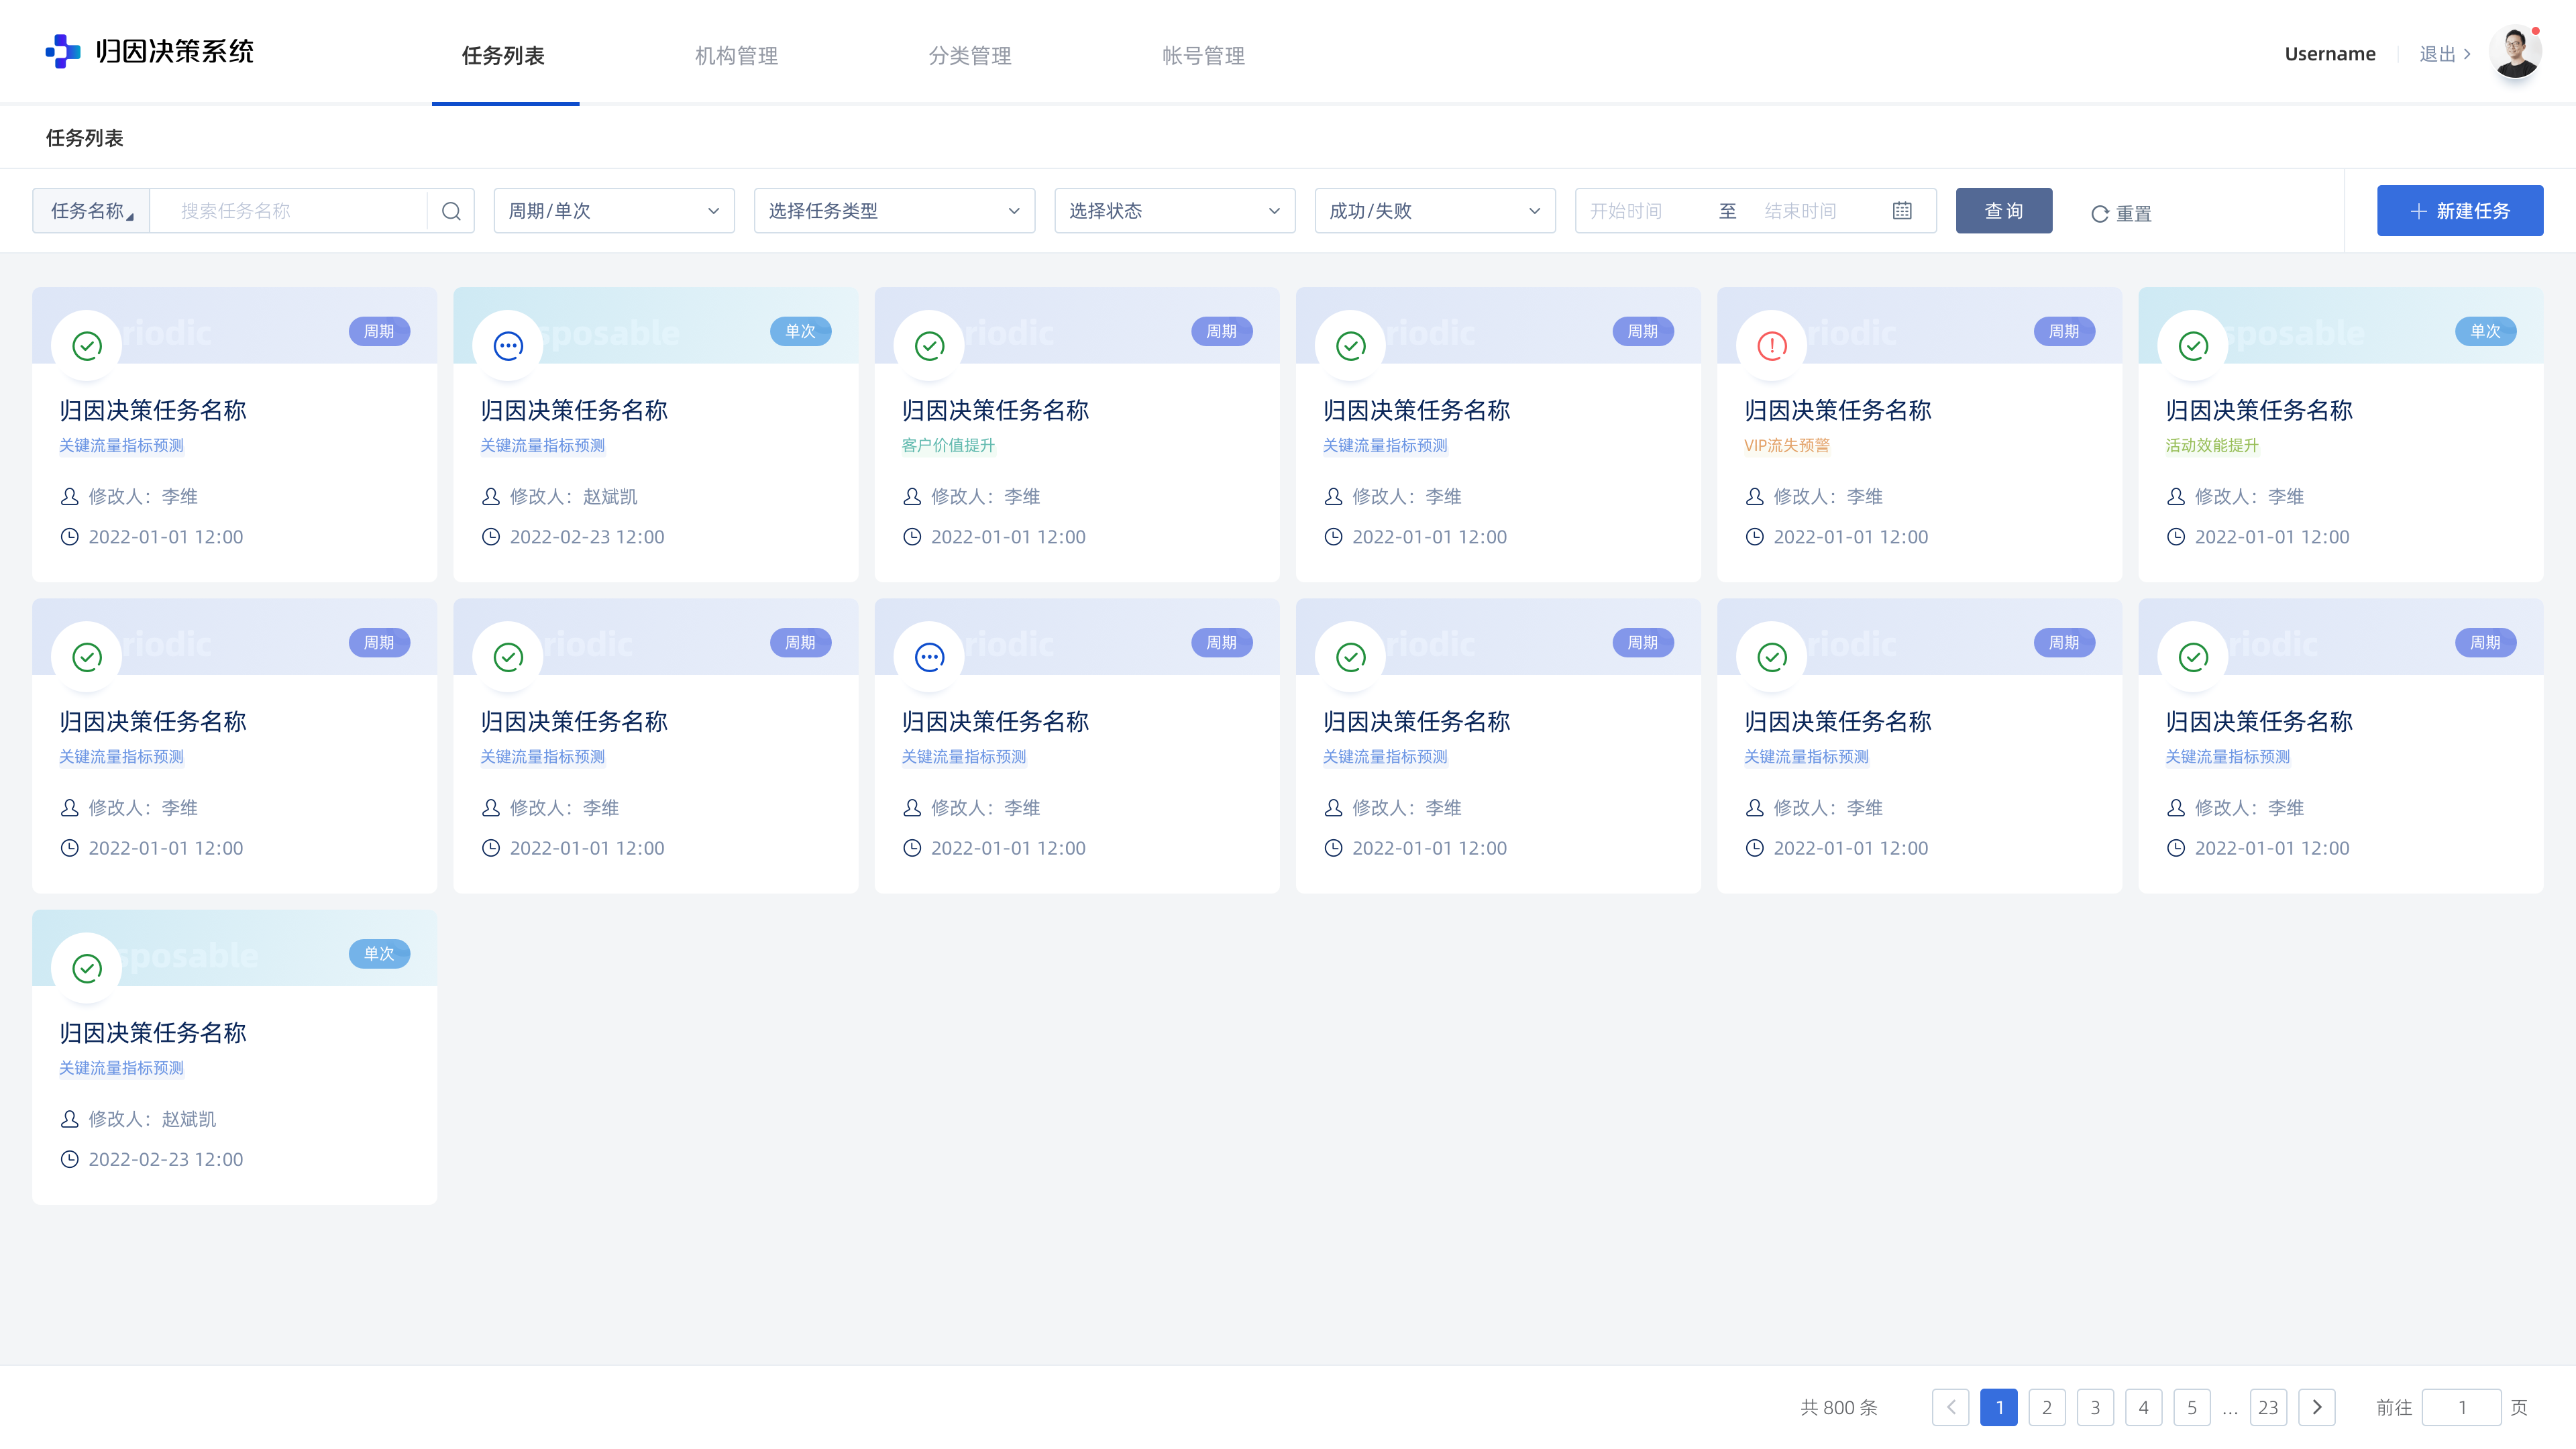 归因决策系统
任务列表 机构管理 分类管理 帐号管理
Username 退出
任务列表
任务名称 搜索任务名称 周期/单次 选择任务类型 选择状态 成功/失败 开始时间 至 结束时间 查询 重置 新建任务
riodic 周期 sposable 单次 riodic 周期 riodic 周期 riodic 周期 sposable 单次
归因决策任务名称 归因决策任务名称 归因决策任务名称 归因决策任务名称 归因决策任务名称 归因决策任务名称
关键流量指标预测 关键流量指标预测 客户价值提升 关键流量指标预测 VIP流失预警 活动效能提升
修改人：李维 修改人：赵斌凯 修改人：李维 修改人：李维 修改人：李维 修改人：李维
2022-01-01 12:00 2022-02-23 12:00 2022-01-01 12:00 2022-01-01 12:00 2022-01-01 12:00 2022-01-01 12:00
riodic 周期 riodic 周期 riodic 周期 riodic 周期 riodic 周期 riodic 周期
归因决策任务名称 归因决策任务名称 归因决策任务名称 归因决策任务名称 归因决策任务名称 归因决策任务名称
关键流量指标预测 关键流量指标预测 关键流量指标预测 关键流量指标预测 关键流量指标预测 关键流量指标预测
修改人：李维 修改人：李维 修改人：李维 修改人：李维 修改人：李维 修改人：李维
2022-01-01 12:00 2022-01-01 12:00 2022-01-01 12:00 2022-01-01 12:00 2022-01-01 12:00 2022-01-01 12:00
sposable 单次
归因决策任务名称
关键流量指标预测
修改人：赵斌凯
2022-02-23 12:00
共 800 条 1 2 3 4 5 ... 23 前往 1 页